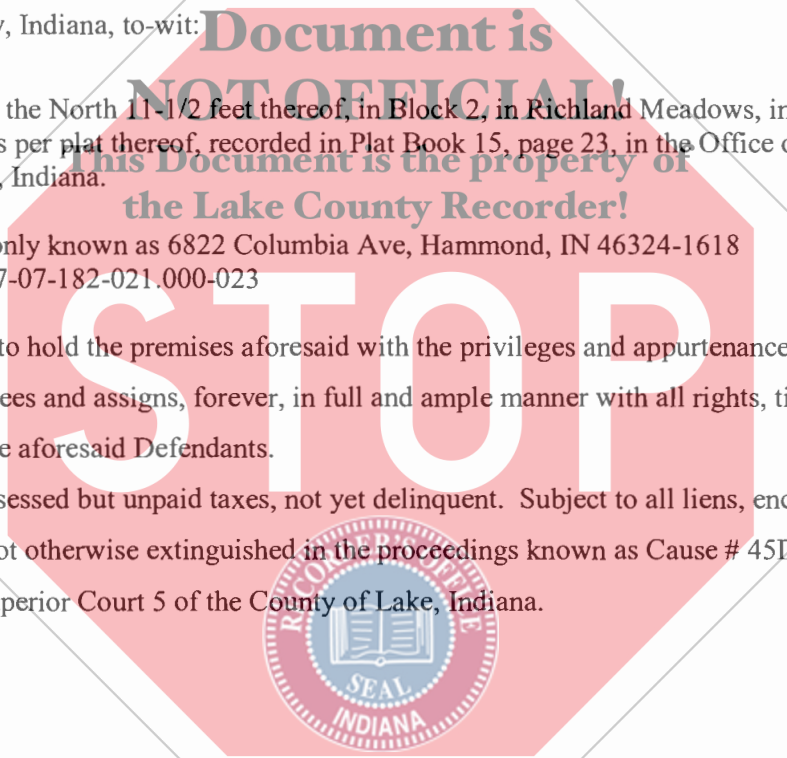 y, Indiana, to-wit:
Document is
NOT OFFICIAL!
the North 11-1/2 feet thereof, in Block 2, in Richland Meadows, in
s per plat thereof, recorded in Plat Book 15, page 23, in the Office o
This Document is the property of
, Indiana.
the Lake County Recorder!
only known as 6822 Columbia Ave, Hammond, IN 46324-1618
7-07-182-021.000-023
STOP
to hold the premises aforesaid with the privileges and appurtenance
ees and assigns, forever, in full and ample manner with all rights, ti
e aforesaid Defendants.
sessed but unpaid taxes, not yet delinquent. Subject to all liens, enc
ot otherwise extinguished in the proceedings known as Cause # 45D
perior Court 5 of the County of Lake, Indiana.
RECORDER'S OFFICE
SEAL
INDIANA